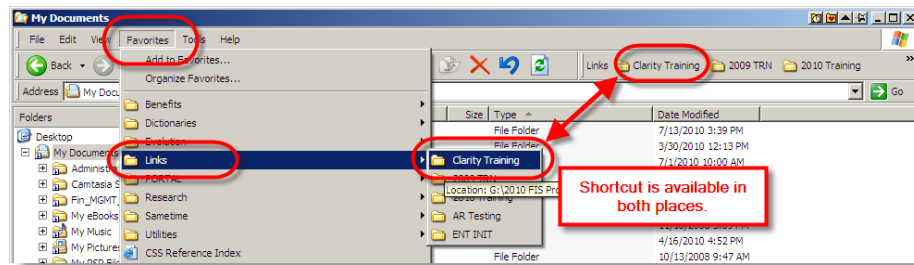 My Documents
File Edit View Favorites Tools Help
Back Links Clarity Training 2009 TRN 2010 Training »
Add to Favorites...
Organize Favorites...
Address My Docu Go
Folders Size Type Date Modified
Benefits
Dictionaries
Evolution
Links
Research
Sametime
Utilities
CSS Reference Index
Clarity Training
2010 Training
AR Testing
ENT INIT
Location: G:\2010 FIS Pro
Desktop
My Documents
Administra
Camtasia S
Fin_MGMT_
My eBooks
My Music
My Pictures
File Folder 7/13/2010 3:39 PM
File Folder 3/30/2010 12:13 PM
7/1/2010 10:00 AM
Shortcut is available in
both places.
4/16/2010 4:52 PM
File Folder 10/13/2008 9:47 AM